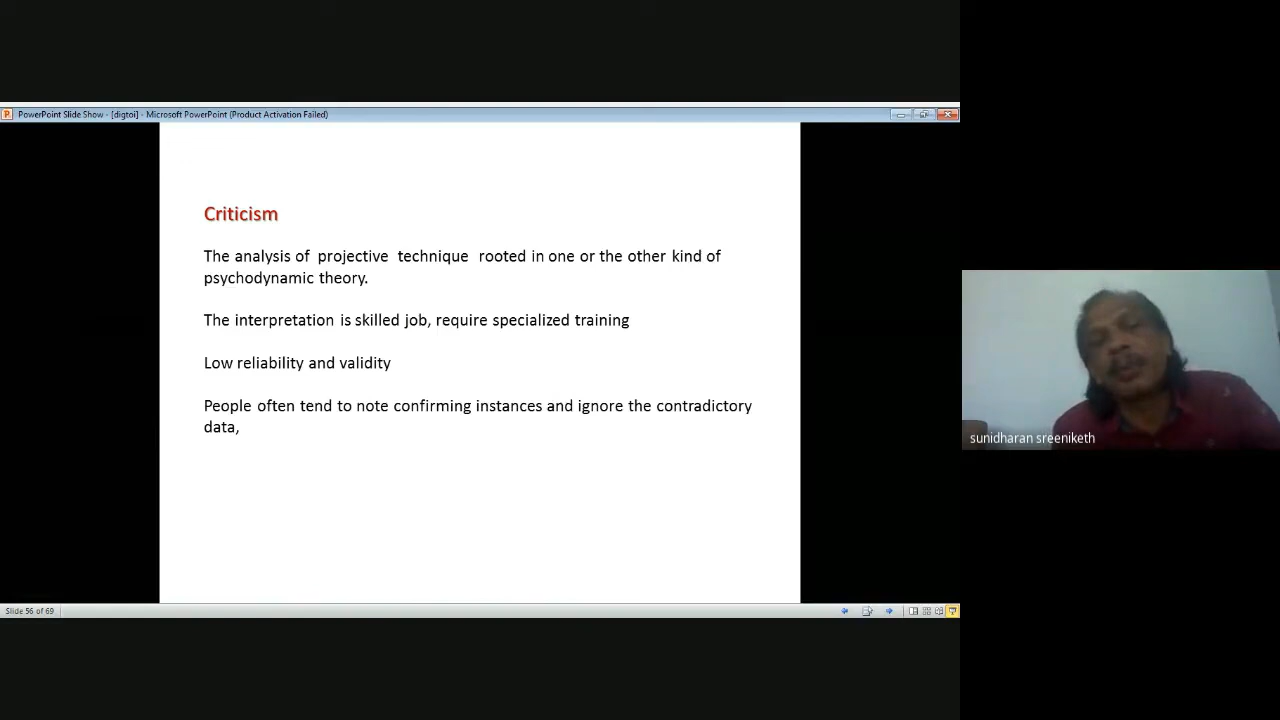 PowerPoint Slide Show - [digtoi] - Microsoft PowerPoint (Product Activation Failed)
Criticism
The analysis of projective technique rooted in one or the other kind of
psychodynamic theory.
The interpretation is skilled job, require specialized training
Low reliability and validity
People often tend to note confirming instances and ignore the contradictory
data,
sunidharan sreeniketh
Slide 56 of 69